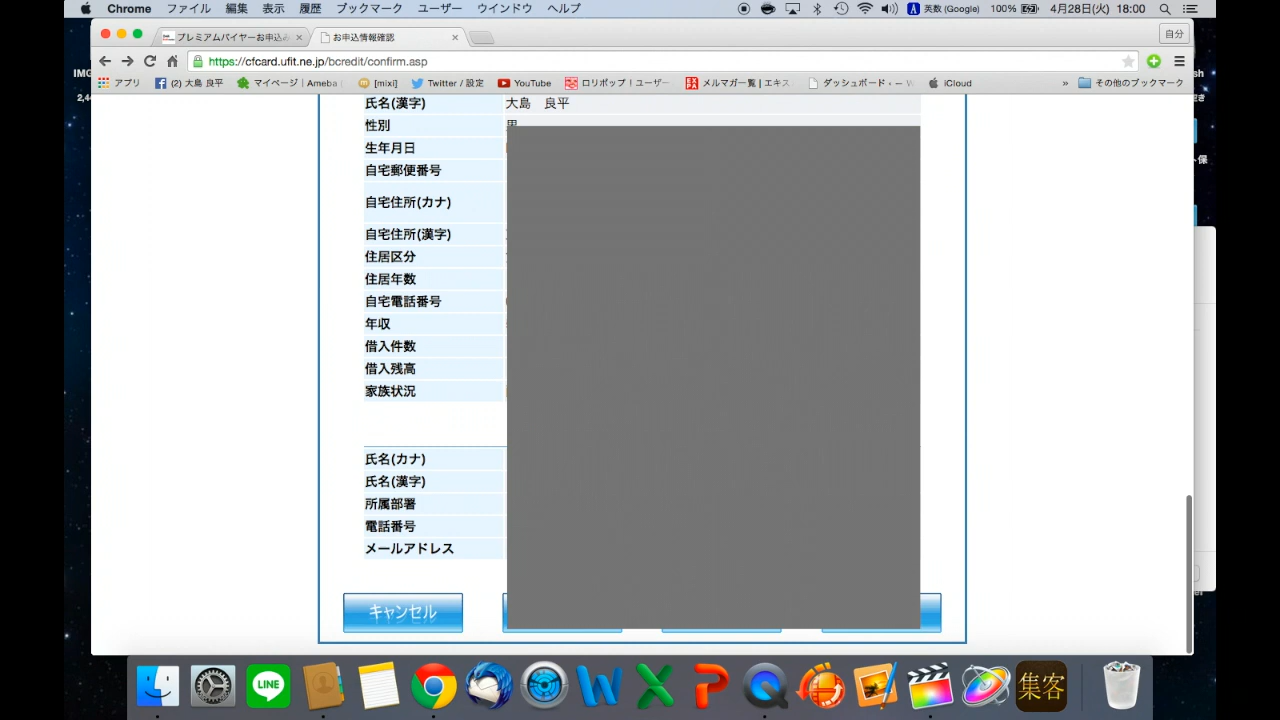 Chrome ファイル 編集 表示 履歴 ブックマーク ユーザー ウインドウ ヘルプ A 英数 (Google) 100% 4月28日(火) 18:00
プレミアムバイヤーお申込み お申込情報確認 自分
https://cfcard.ufit.ne.jp/bcredit/confirm.asp
アプリ (2) 大島 良平 マイページ | Ameba [mixi] Twitter / 設定 YouTube ロリポップ | ユーザー メルマガ一覧 | エキス ダッシュボード ‹ — W iCloud » その他のブックマーク
IMG
氏名(漢字) 大島 良平
性別 男
生年月日
自宅郵便番号
自宅住所(カナ)
自宅住所(漢字)
住居区分
住居年数
自宅電話番号
年収
借入件数
借入残高
家族状況
氏名(カナ)
氏名(漢字)
所属部署
電話番号
メールアドレス
キャンセル
LINE
集客